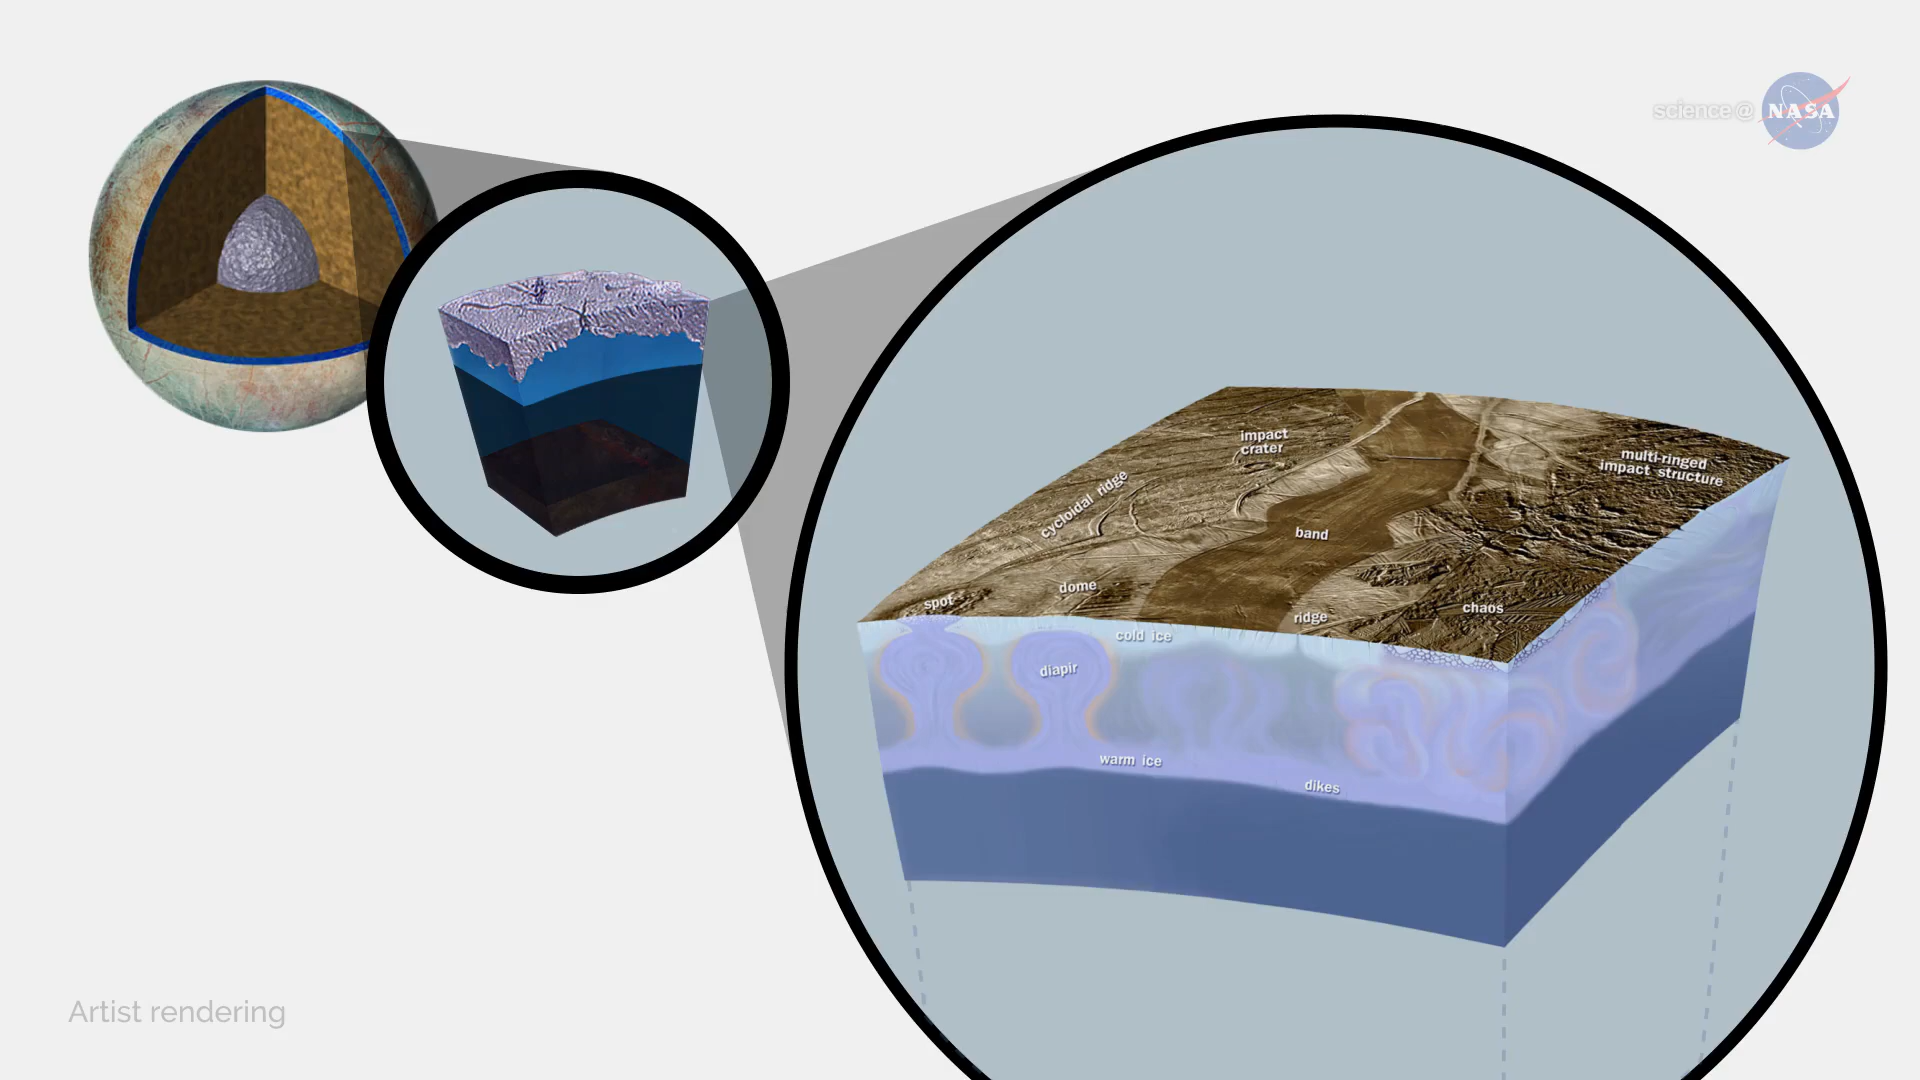 science@
NASA
impact
crater
multi-ringed
impact structure
cycloidal ridge
band
dome
spot
ridge
chaos
cold ice
diapir
warm ice
dikes
Artist rendering